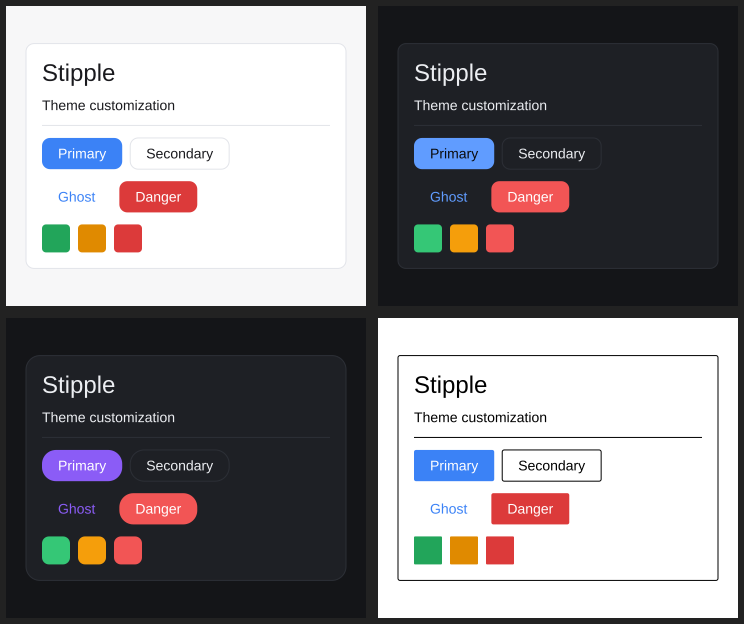 Stipple
Theme customization
Primary Secondary
Ghost Danger
Stipple
Theme customization
Primary Secondary
Ghost Danger
Stipple
Theme customization
Primary Secondary
Ghost Danger
Stipple
Theme customization
Primary Secondary
Ghost Danger